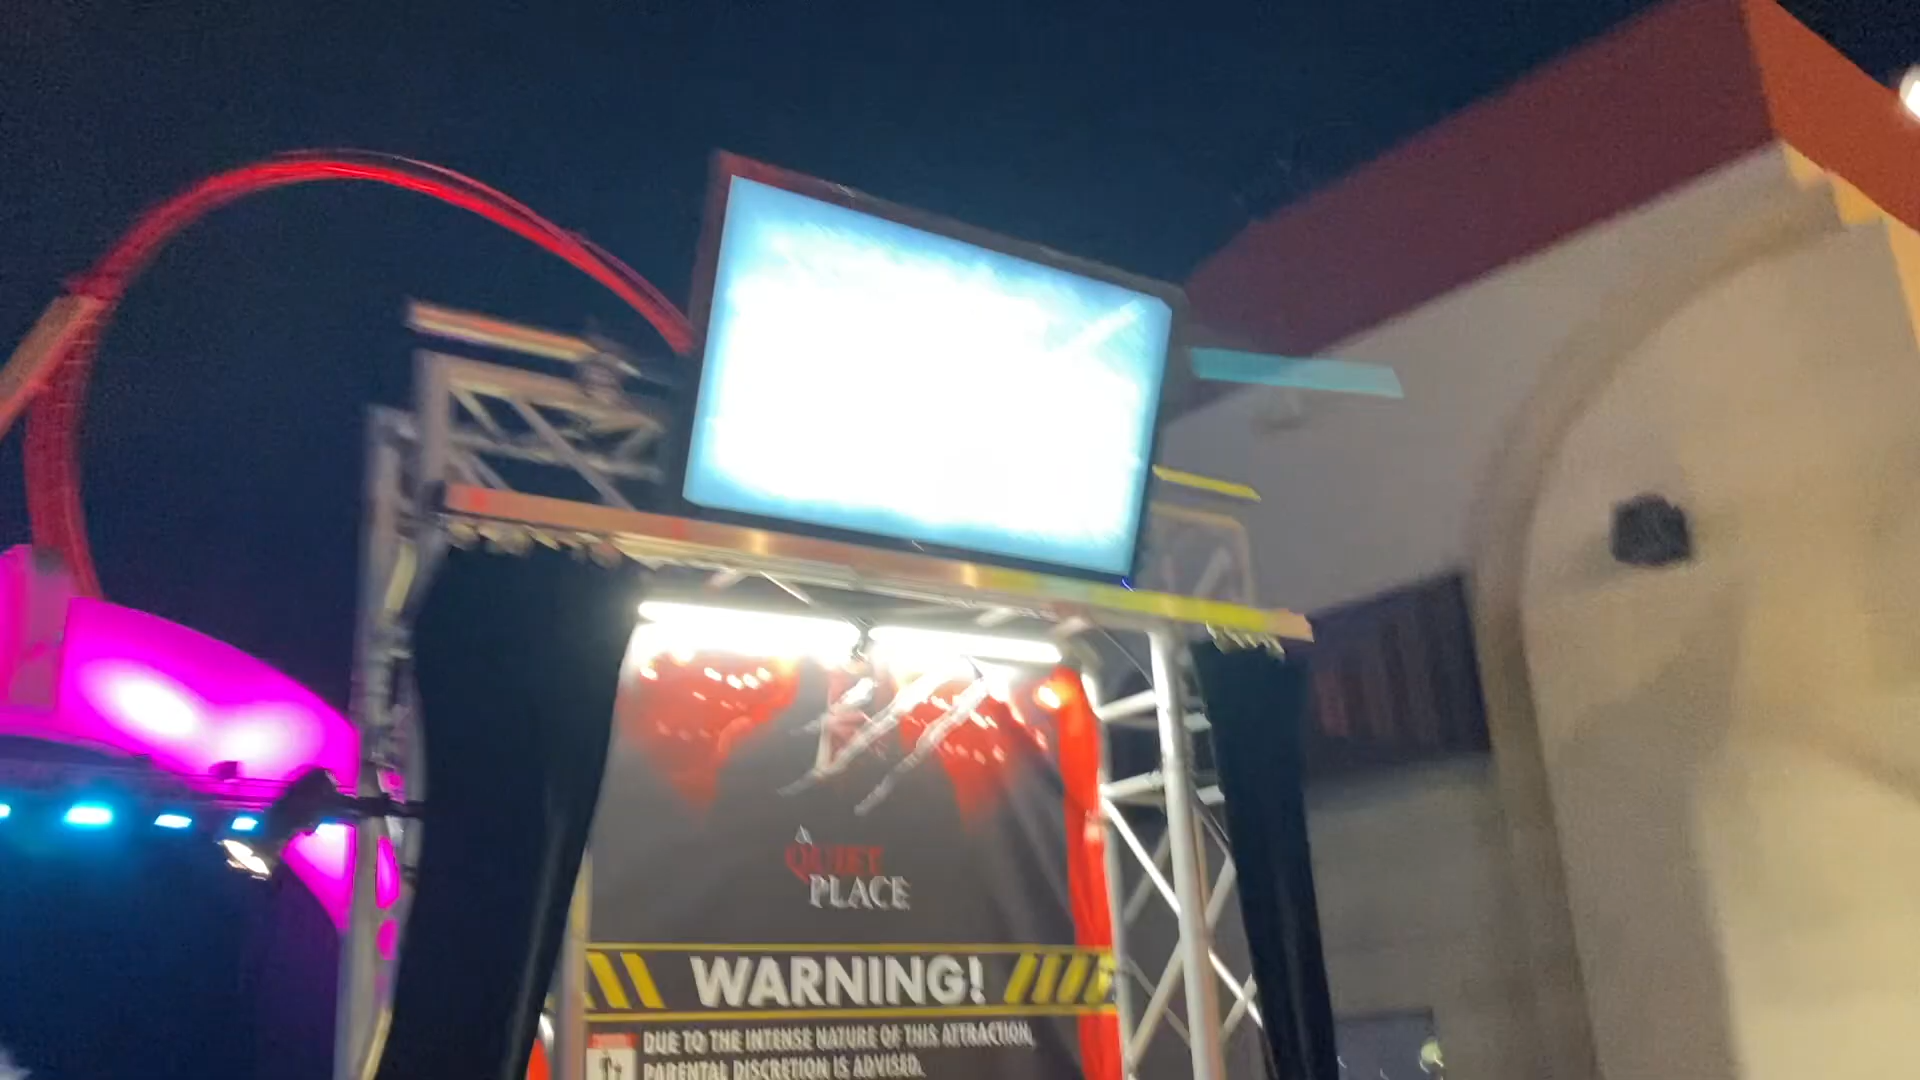 A
QUIET
PLACE
WARNING!
DUE TO THE INTENSE NATURE OF THIS ATTRACTION,
PARENTAL DISCRETION IS ADVISED.